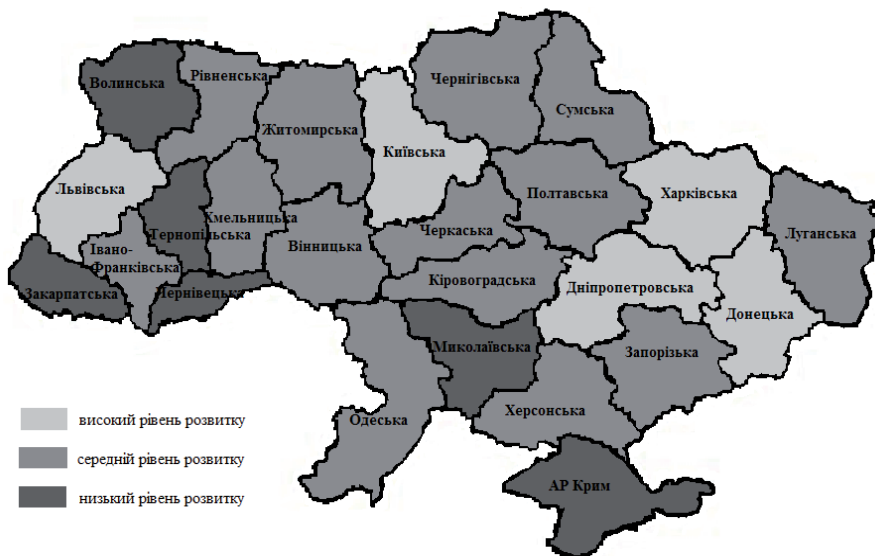 Волинська
Рівненська
Житомирська
Київська
Чернігівська
Сумська
Львівська
Тернопільська
Хмельницька
Івано-
Франківська
Закарпатська
Чернівецька
Вінницька
Черкаська
Полтавська
Харківська
Луганська
Кіровоградська
Дніпропетровська
Донецька
Миколаївська
Запорізька
Одеська
Херсонська
АР Крим
високий рівень розвитку
середній рівень розвитку
низький рівень розвитку